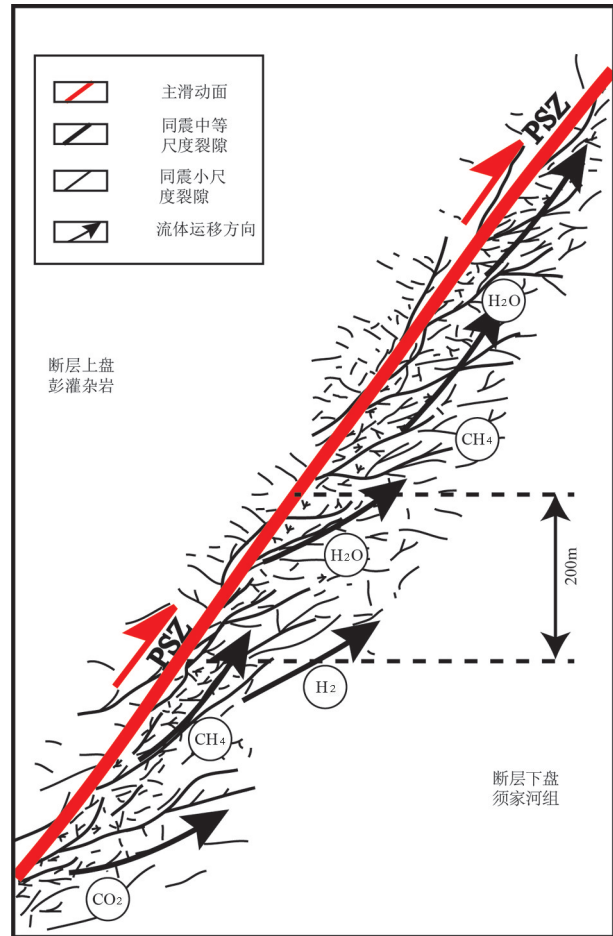 主滑动面
同震中等
尺度裂隙
同震小尺
度裂隙
流体运移方向
PSZ
H₂O
断层上盘
彭灌杂岩
CH₄
H₂O
200m
PSZ
H₂
CH₄
断层下盘
须家河组
CO₂